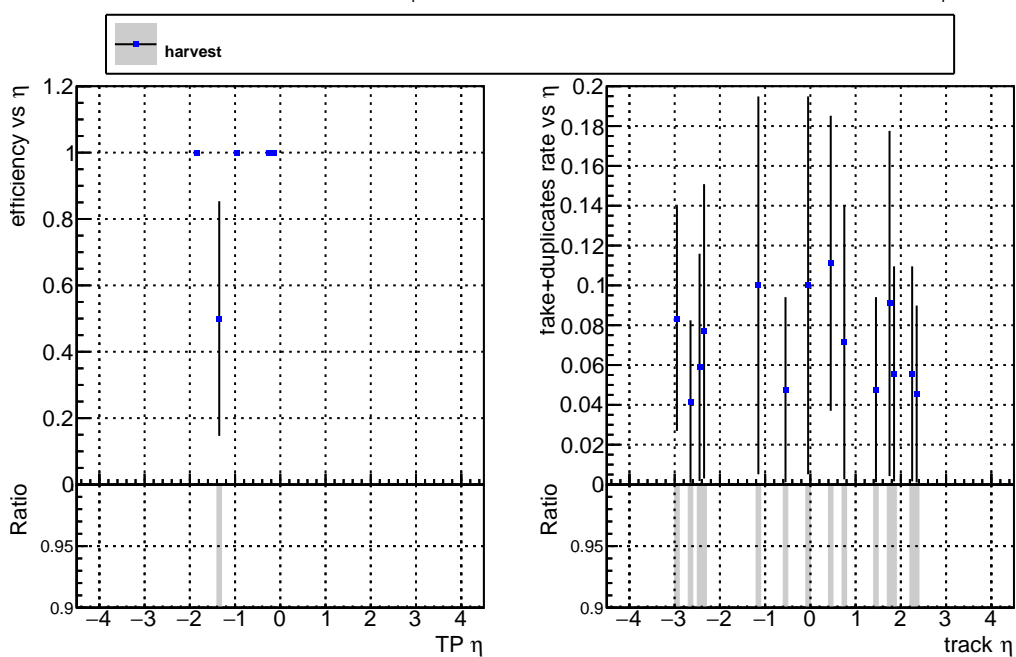 harvest
efficiency vs η
1.2
1
0.8
0.6
0.4
0.2
0
Ratio
0.95
0.9
−4 −3 −2 −1 0 1 2 3 4
TP η
fake+duplicates rate vs η
0.2
0.18
0.16
0.14
0.12
0.1
0.08
0.06
0.04
0.02
0
Ratio
0.95
0.9
−4 −3 −2 −1 0 1 2 3 4
track η